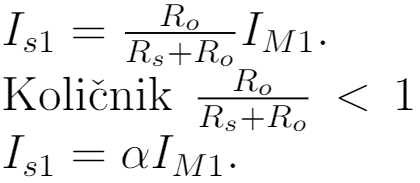 $I_{s1} = \frac{R_o}{R_s+R_o} I_{M1}.$
Količnik $\frac{R_o}{R_s+R_o} < 1$
$I_{s1} = \alpha I_{M1}.$